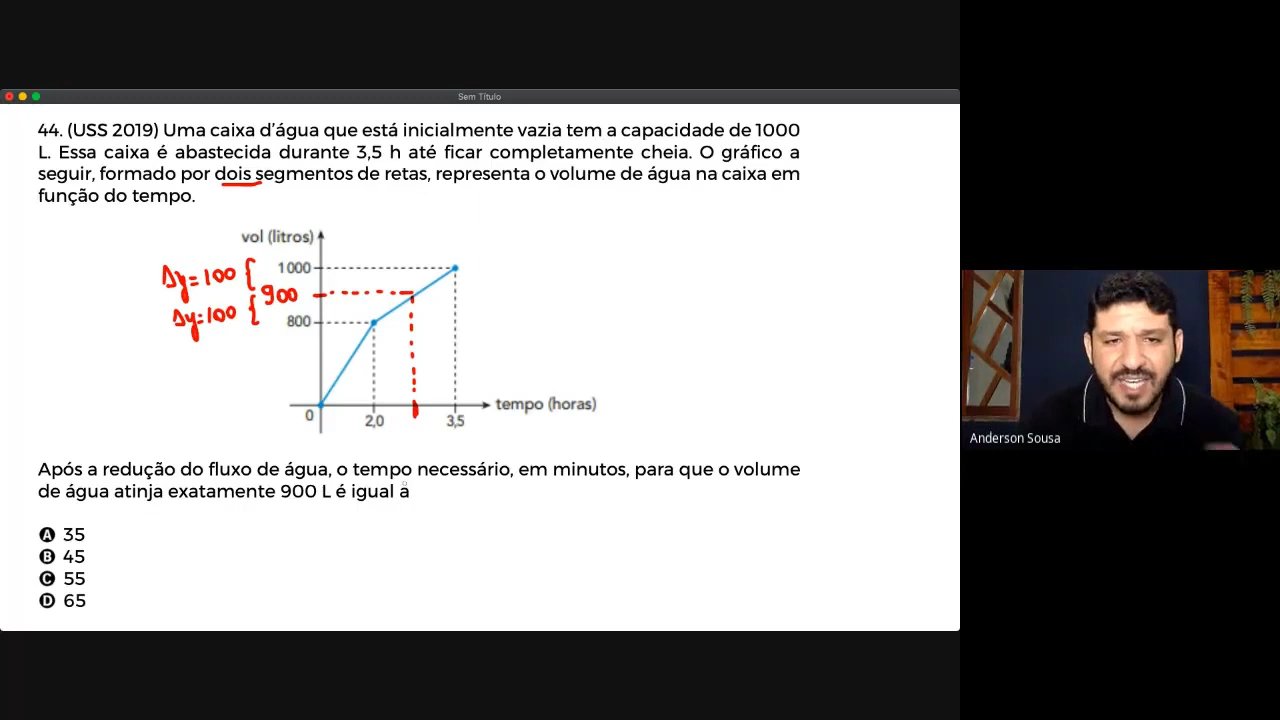 Sem Título
44. (USS 2019) Uma caixa d'água que está inicialmente vazia tem a capacidade de 1000
L. Essa caixa é abastecida durante 3,5 h até ficar completamente cheia. O gráfico a
seguir, formado por dois segmentos de retas, representa o volume de água na caixa em
função do tempo.
vol (litros)
Δy=100 {
1000
900
Δy=100 {
800
0
2,0
3,5
tempo (horas)
Anderson Sousa
Após a redução do fluxo de água, o tempo necessário, em minutos, para que o volume
de água atinja exatamente 900 L é igual a
A 35
B 45
C 55
D 65